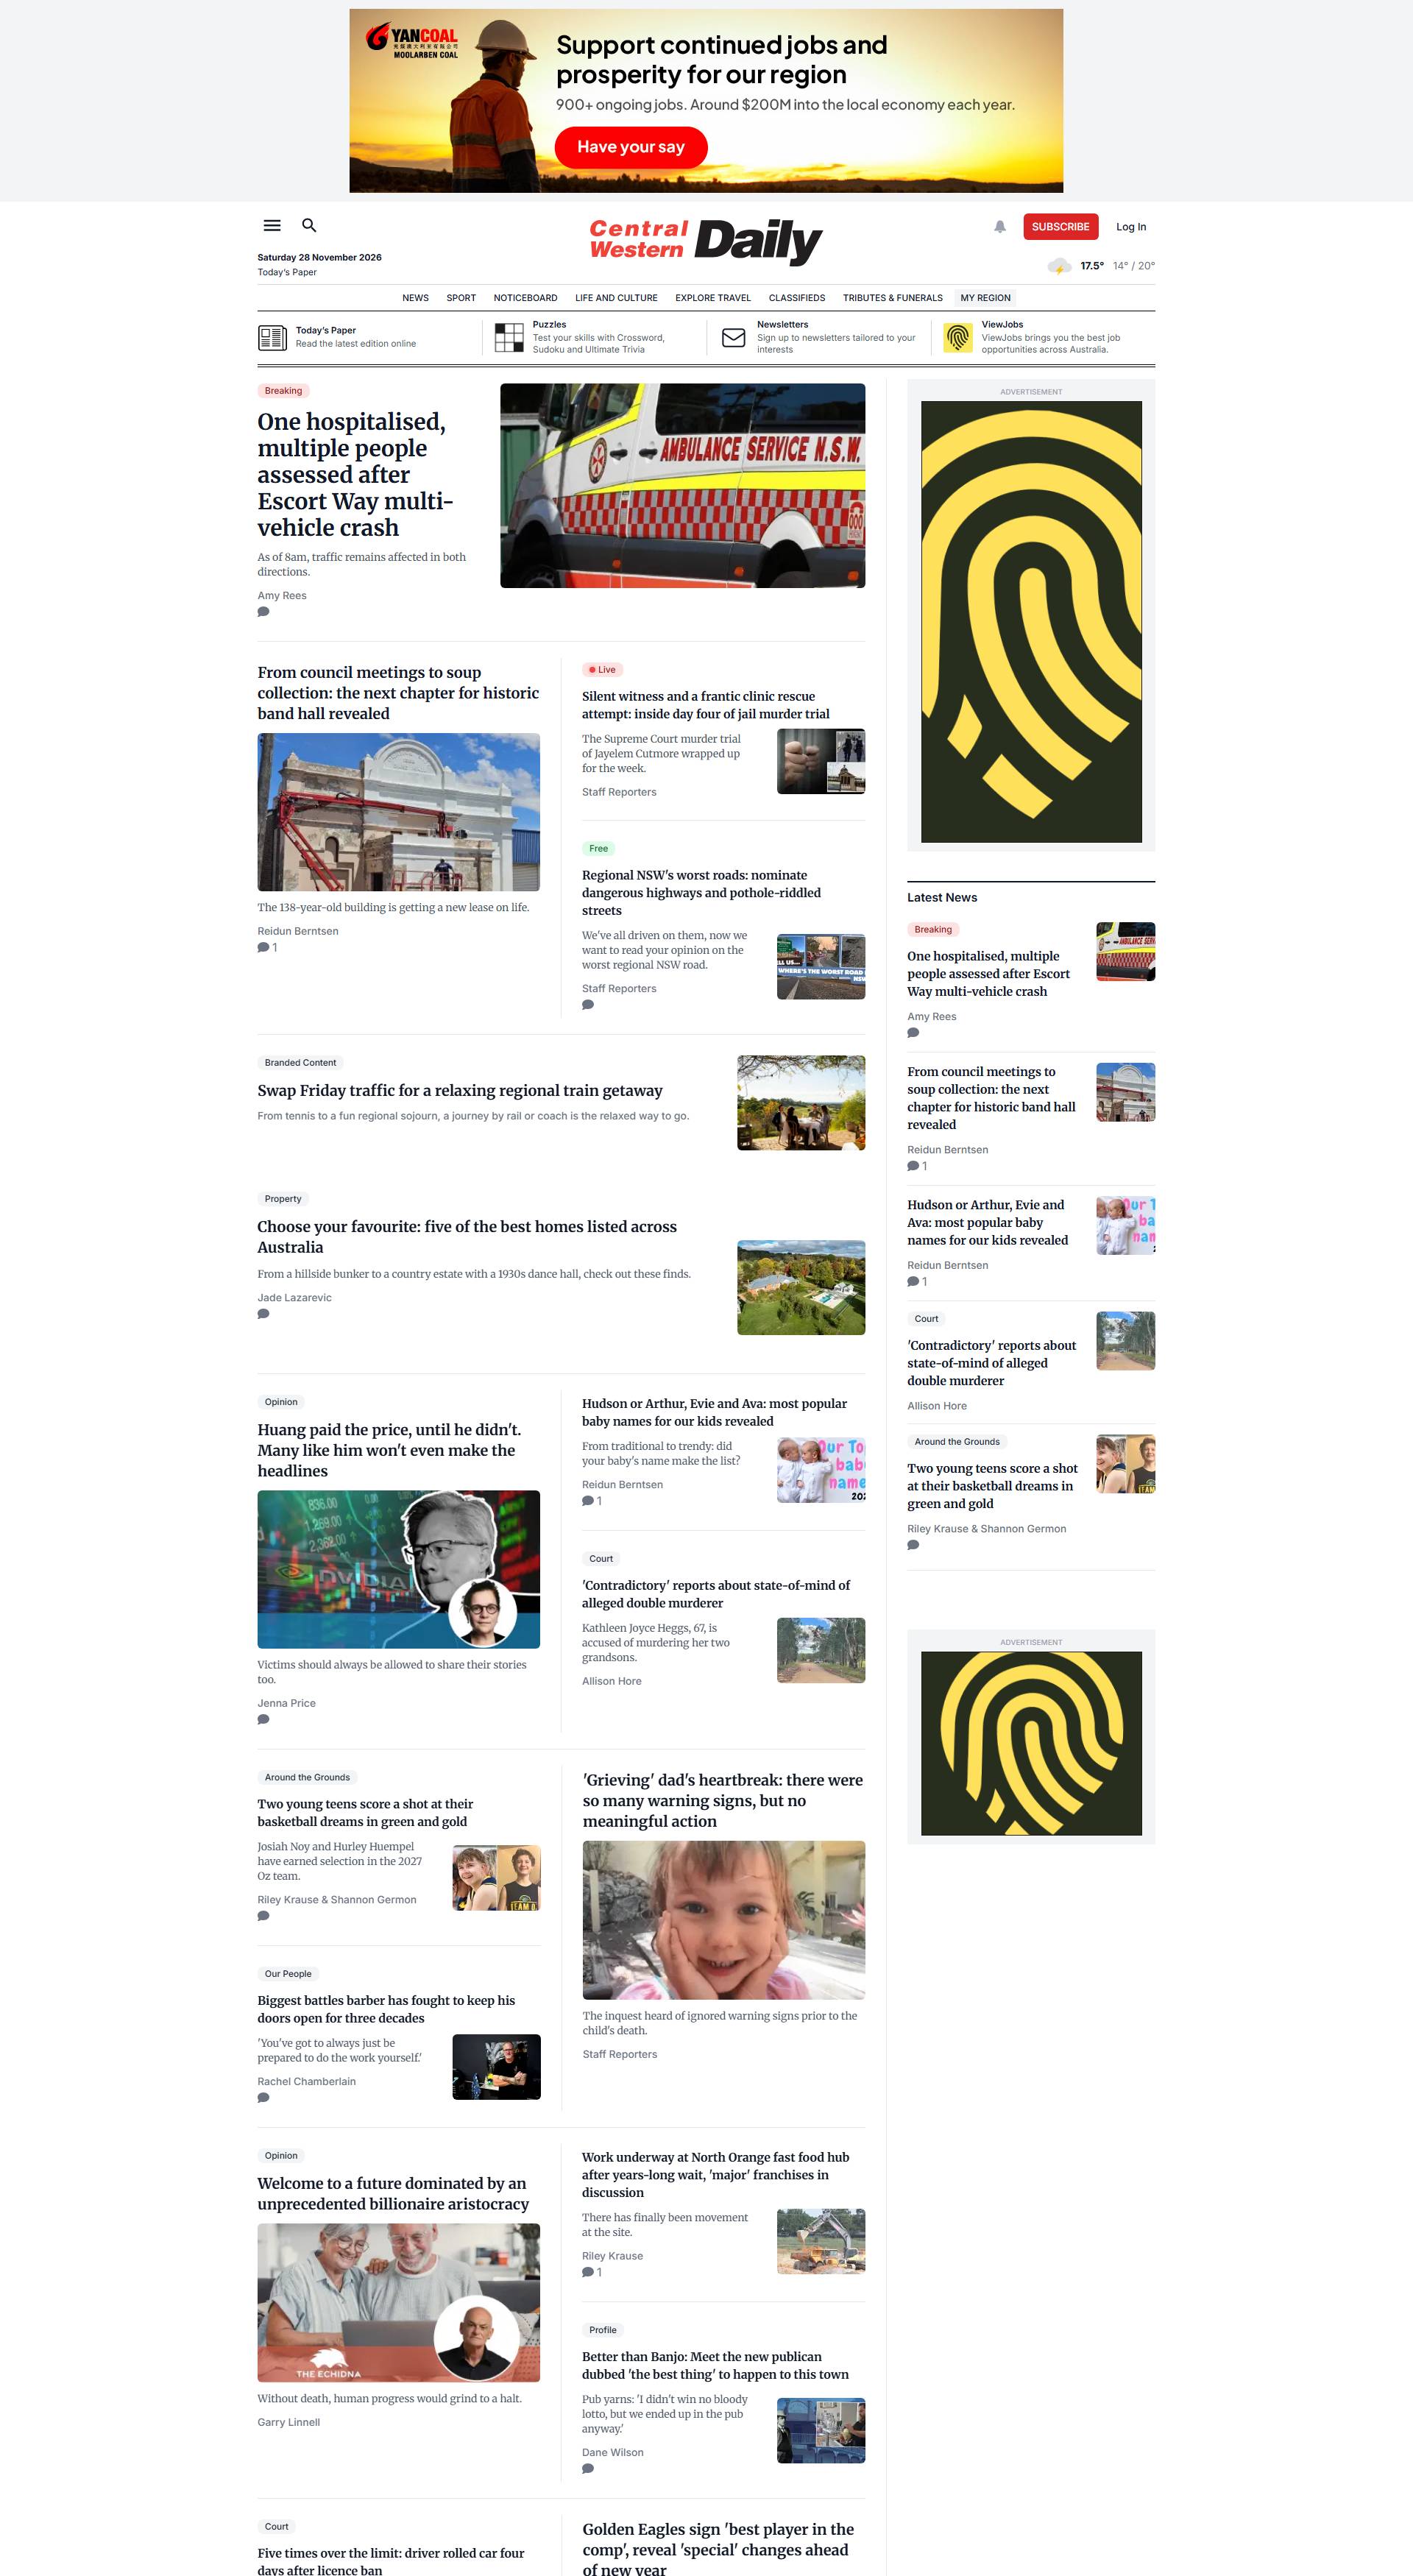 YANCOAL
MOOLARBEN COAL
Support continued jobs and
prosperity for our region
900+ ongoing jobs. Around $200M into the local economy each year.
Have your say
Central
Western Daily
SUBSCRIBE
Log In
Saturday 28 November 2026
Today's Paper
17.5° 14° / 20°
NEWS SPORT NOTICEBOARD LIFE AND CULTURE EXPLORE TRAVEL CLASSIFIEDS TRIBUTES & FUNERALS MY REGION
Today's Paper
Read the latest edition online
Puzzles
Test your skills with Crossword,
Sudoku and Ultimate Trivia
Newsletters
Sign up to newsletters tailored to your
interests
ViewJobs
ViewJobs brings you the best job
opportunities across Australia.
Breaking
One hospitalised,
multiple people
assessed after
Escort Way multi-
vehicle crash
As of 8am, traffic remains affected in both
directions.
Amy Rees
AMBULANCE SERVICE N.S.W.
000
From council meetings to soup
collection: the next chapter for historic
band hall revealed
The 138-year-old building is getting a new lease on life.
Reidun Berntsen
1
Live
Silent witness and a frantic clinic rescue
attempt: inside day four of jail murder trial
The Supreme Court murder trial
of Jayelem Cutmore wrapped up
for the week.
Staff Reporters
Free
Regional NSW's worst roads: nominate
dangerous highways and pothole-riddled
streets
We've all driven on them, now we
want to read your opinion on the
worst regional NSW road.
Staff Reporters
WHERE'S THE WORST ROAD
Branded Content
Swap Friday traffic for a relaxing regional train getaway
From tennis to a fun regional sojourn, a journey by rail or coach is the relaxed way to go.
Property
Choose your favourite: five of the best homes listed across
Australia
From a hillside bunker to a country estate with a 1930s dance hall, check out these finds.
Jade Lazarevic
Opinion
Huang paid the price, until he didn't.
Many like him won't even make the
headlines
836.00
1,269.00
2,362.00
NVIDIA
Victims should always be allowed to share their stories
too.
Jenna Price
Hudson or Arthur, Evie and Ava: most popular
baby names for our kids revealed
From traditional to trendy: did
your baby's name make the list?
Reidun Berntsen
1
Court
'Contradictory' reports about state-of-mind of
alleged double murderer
Kathleen Joyce Heggs, 67, is
accused of murdering her two
grandsons.
Allison Hore
Around the Grounds
Two young teens score a shot at their
basketball dreams in green and gold
Josiah Noy and Hurley Huempel
have earned selection in the 2027
Oz team.
Riley Krause & Shannon Germon
Our People
Biggest battles barber has fought to keep his
doors open for three decades
'You've got to always just be
prepared to do the work yourself.'
Rachel Chamberlain
'Grieving' dad's heartbreak: there were
so many warning signs, but no
meaningful action
The inquest heard of ignored warning signs prior to the
child's death.
Staff Reporters
Opinion
Welcome to a future dominated by an
unprecedented billionaire aristocracy
THE ECHIDNA
Without death, human progress would grind to a halt.
Garry Linnell
Work underway at North Orange fast food hub
after years-long wait, 'major' franchises in
discussion
There has finally been movement
at the site.
Riley Krause
1
Profile
Better than Banjo: Meet the new publican
dubbed 'the best thing' to happen to this town
Pub yarns: 'I didn't win no bloody
lotto, but we ended up in the pub
anyway.'
Dane Wilson
Court
Five times over the limit: driver rolled car four
days after licence ban
Golden Eagles sign 'best player in the
comp', reveal 'special' changes ahead
of new year
ADVERTISEMENT
Latest News
Breaking
One hospitalised, multiple
people assessed after Escort
Way multi-vehicle crash
Amy Rees
From council meetings to
soup collection: the next
chapter for historic band hall
revealed
Reidun Berntsen
1
Hudson or Arthur, Evie and
Ava: most popular baby
names for our kids revealed
Reidun Berntsen
1
Court
'Contradictory' reports about
state-of-mind of alleged
double murderer
Allison Hore
Around the Grounds
Two young teens score a shot
at their basketball dreams in
green and gold
Riley Krause & Shannon Germon
ADVERTISEMENT